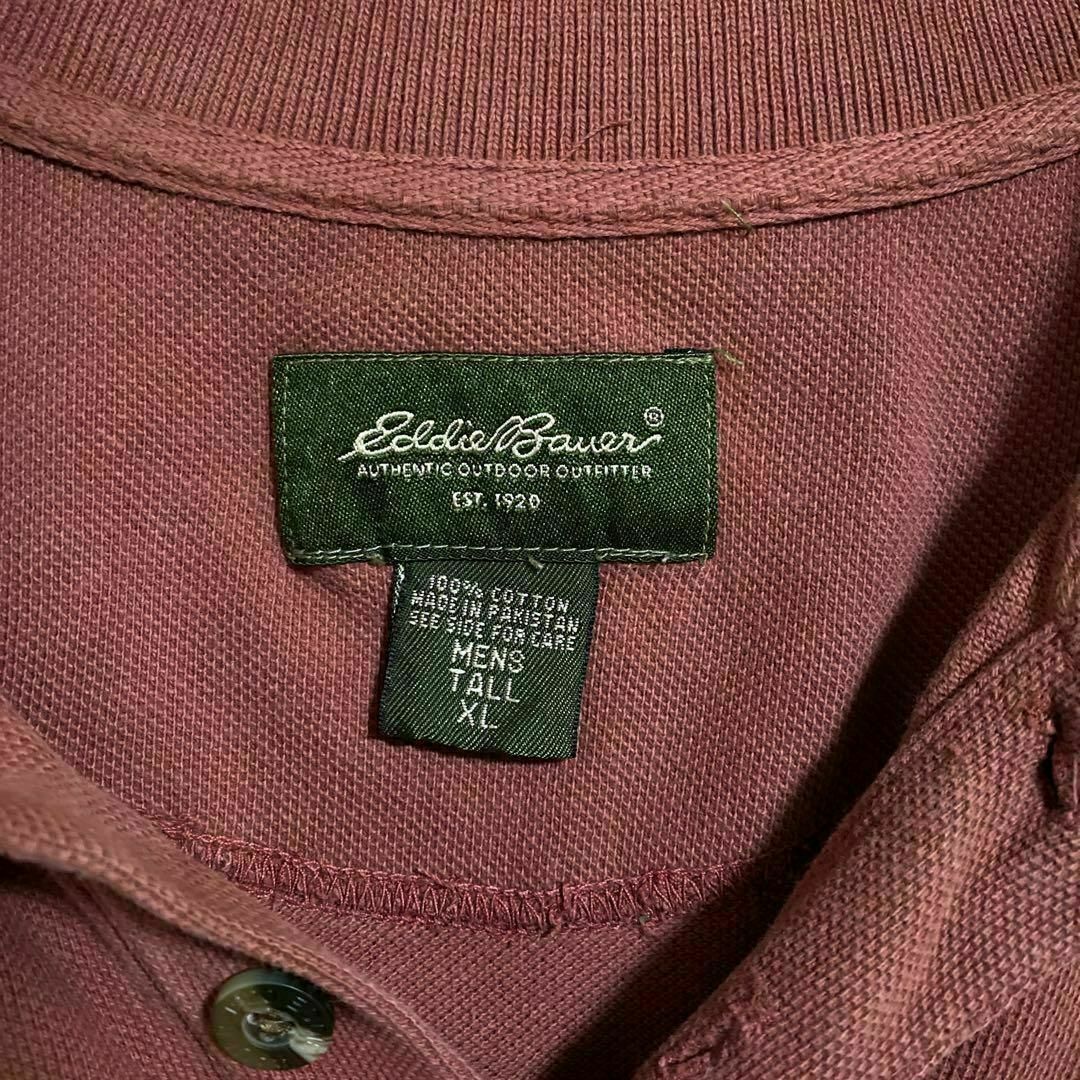 Eddie Bauer®
AUTHENTIC OUTDOOR OUTFITTER
EST. 1920
100% COTTON
MADE IN PAKISTAN
SEE SIDE FOR CARE
MENS
TALL
XL